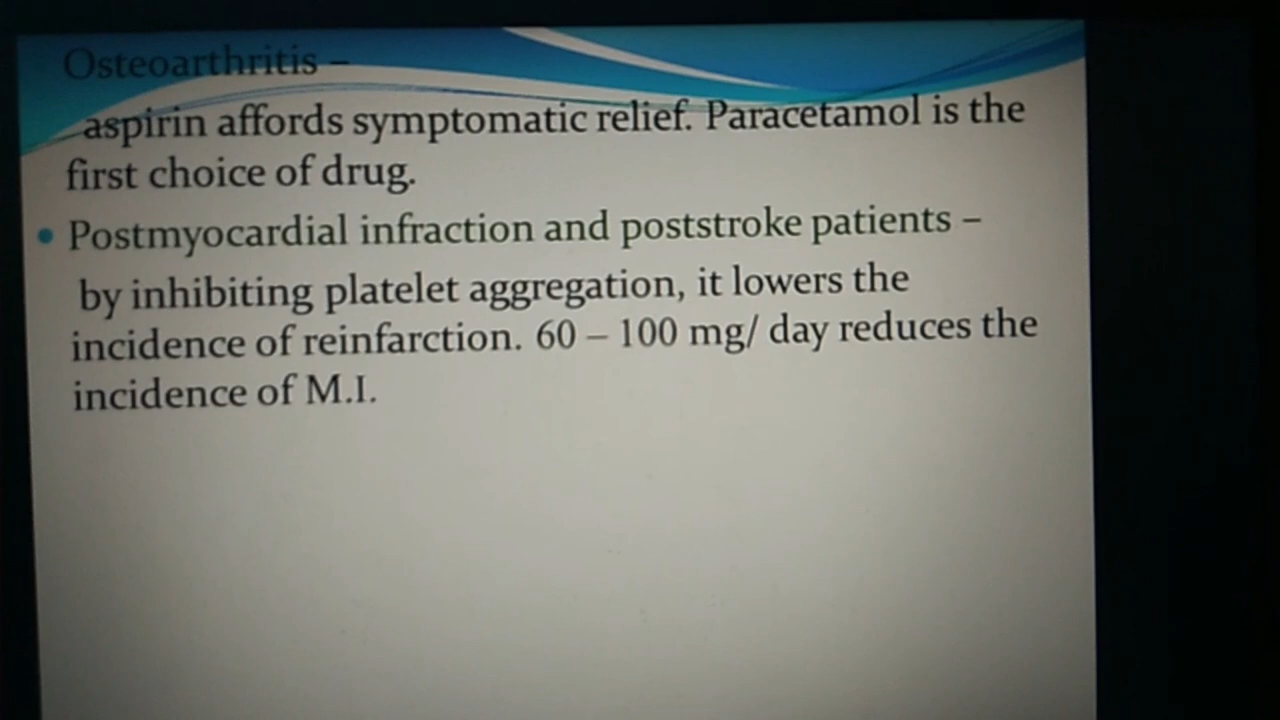 Osteoarthritis –
aspirin affords symptomatic relief. Paracetamol is the
first choice of drug.
• Postmyocardial infraction and poststroke patients –
by inhibiting platelet aggregation, it lowers the
incidence of reinfarction. 60 – 100 mg/ day reduces the
incidence of M.I.